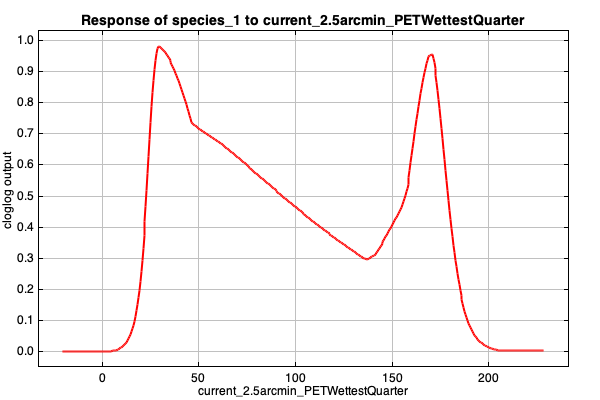 Response of species_1 to current_2.5arcmin_PETWettestQuarter
cloglog output
1.0
0.9
0.8
0.7
0.6
0.5
0.4
0.3
0.2
0.1
0.0
0 50 100 150 200
current_2.5arcmin_PETWettestQuarter